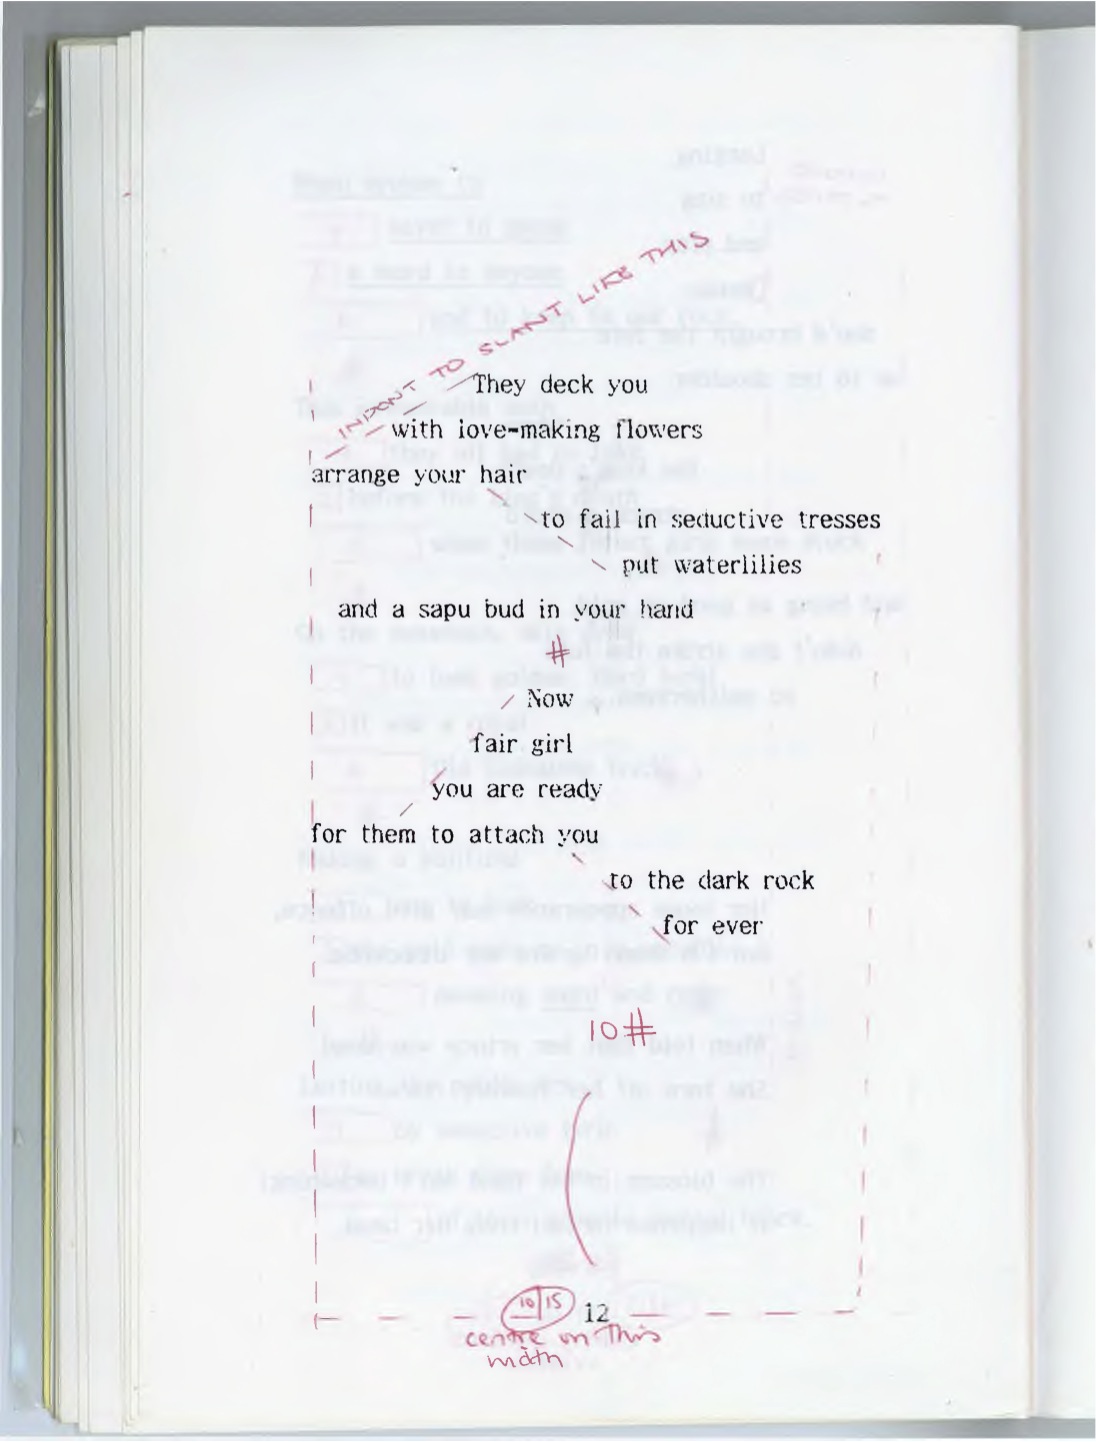 INDENT TO SLANT LIKE THIS
They deck you
with love-making flowers
arrange your hair
to fall in seductive tresses
put waterlilies
and a sapu bud in your hand
#
Now
fair girl
you are ready
for them to attach you
to the dark rock
for ever
10#
10/15 12
centre on this